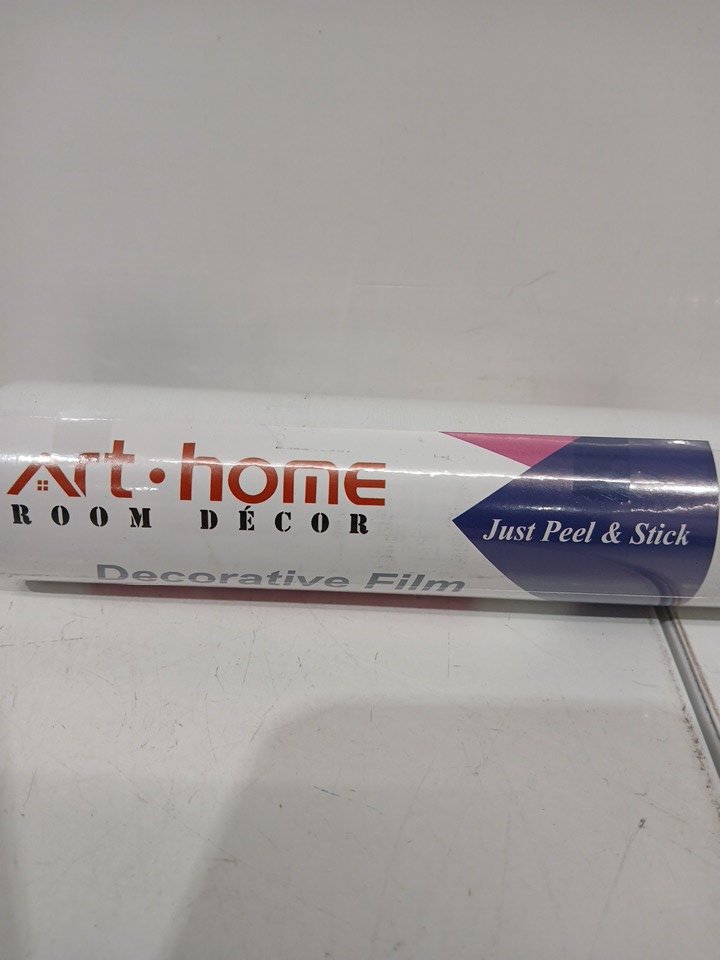 Art·home
ROOM DÉCOR
Decorative Film
Just Peel & Stick